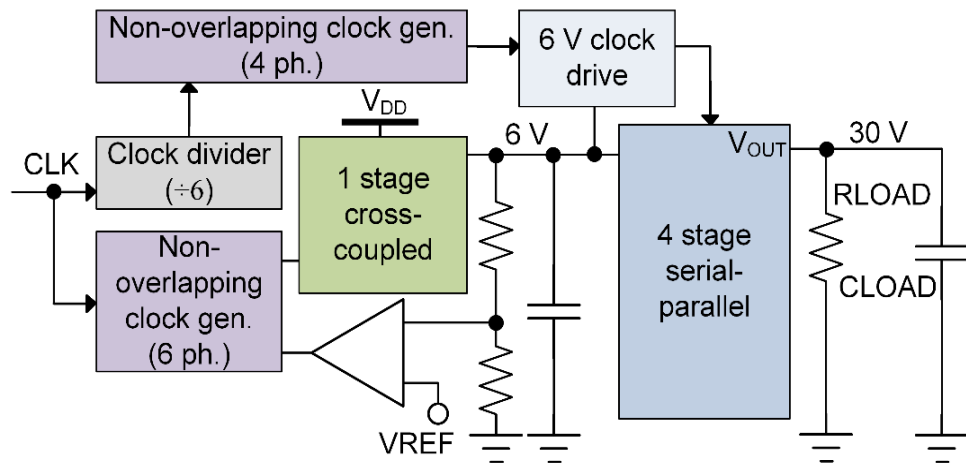 Non-overlapping clock gen.
(4 ph.)
6 V clock
drive
VDD
6 V
30 V
VOUT
CLK
Clock divider
(÷6)
1 stage
cross-
coupled
RLOAD
Non-
overlapping
clock gen.
(6 ph.)
4 stage
serial-
parallel
CLOAD
VREF